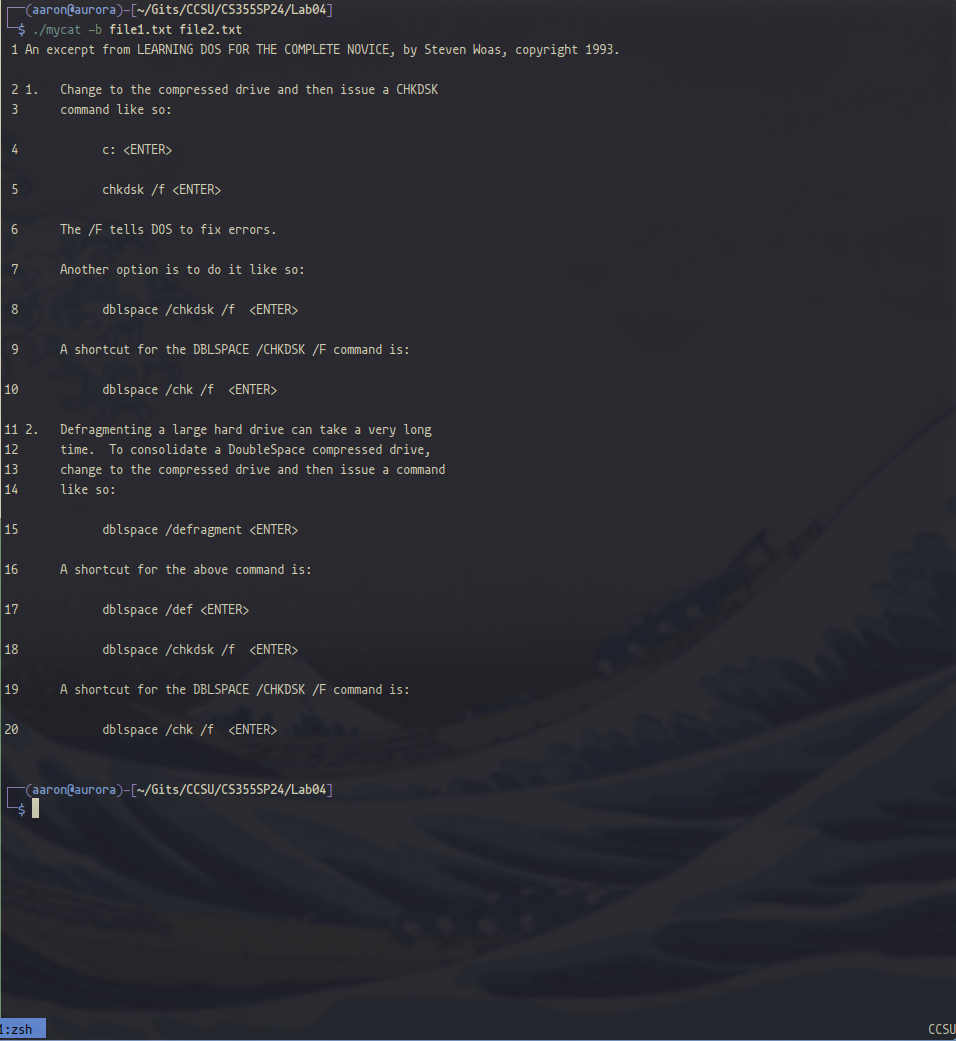 ┌──(aaron@aurora)-[~/Gits/CCSU/CS355SP24/Lab04]
└─$ ./mycat -b file1.txt file2.txt
 1 An excerpt from LEARNING DOS FOR THE COMPLETE NOVICE, by Steven Woas, copyright 1993.
 2 1.   Change to the compressed drive and then issue a CHKDSK
 3      command like so:
 4            c: <ENTER>
 5            chkdsk /f <ENTER>
 6      The /F tells DOS to fix errors.
 7      Another option is to do it like so:
 8            dblspace /chkdsk /f  <ENTER>
 9      A shortcut for the DBLSPACE /CHKDSK /F command is:
10            dblspace /chk /f  <ENTER>
11 2.   Defragmenting a large hard drive can take a very long
12      time.  To consolidate a DoubleSpace compressed drive,
13      change to the compressed drive and then issue a command
14      like so:
15            dblspace /defragment <ENTER>
16      A shortcut for the above command is:
17            dblspace /def <ENTER>
18            dblspace /chkdsk /f  <ENTER>
19      A shortcut for the DBLSPACE /CHKDSK /F command is:
20            dblspace /chk /f  <ENTER>
┌──(aaron@aurora)-[~/Gits/CCSU/CS355SP24/Lab04]
└─$
1:zsh
CCSU